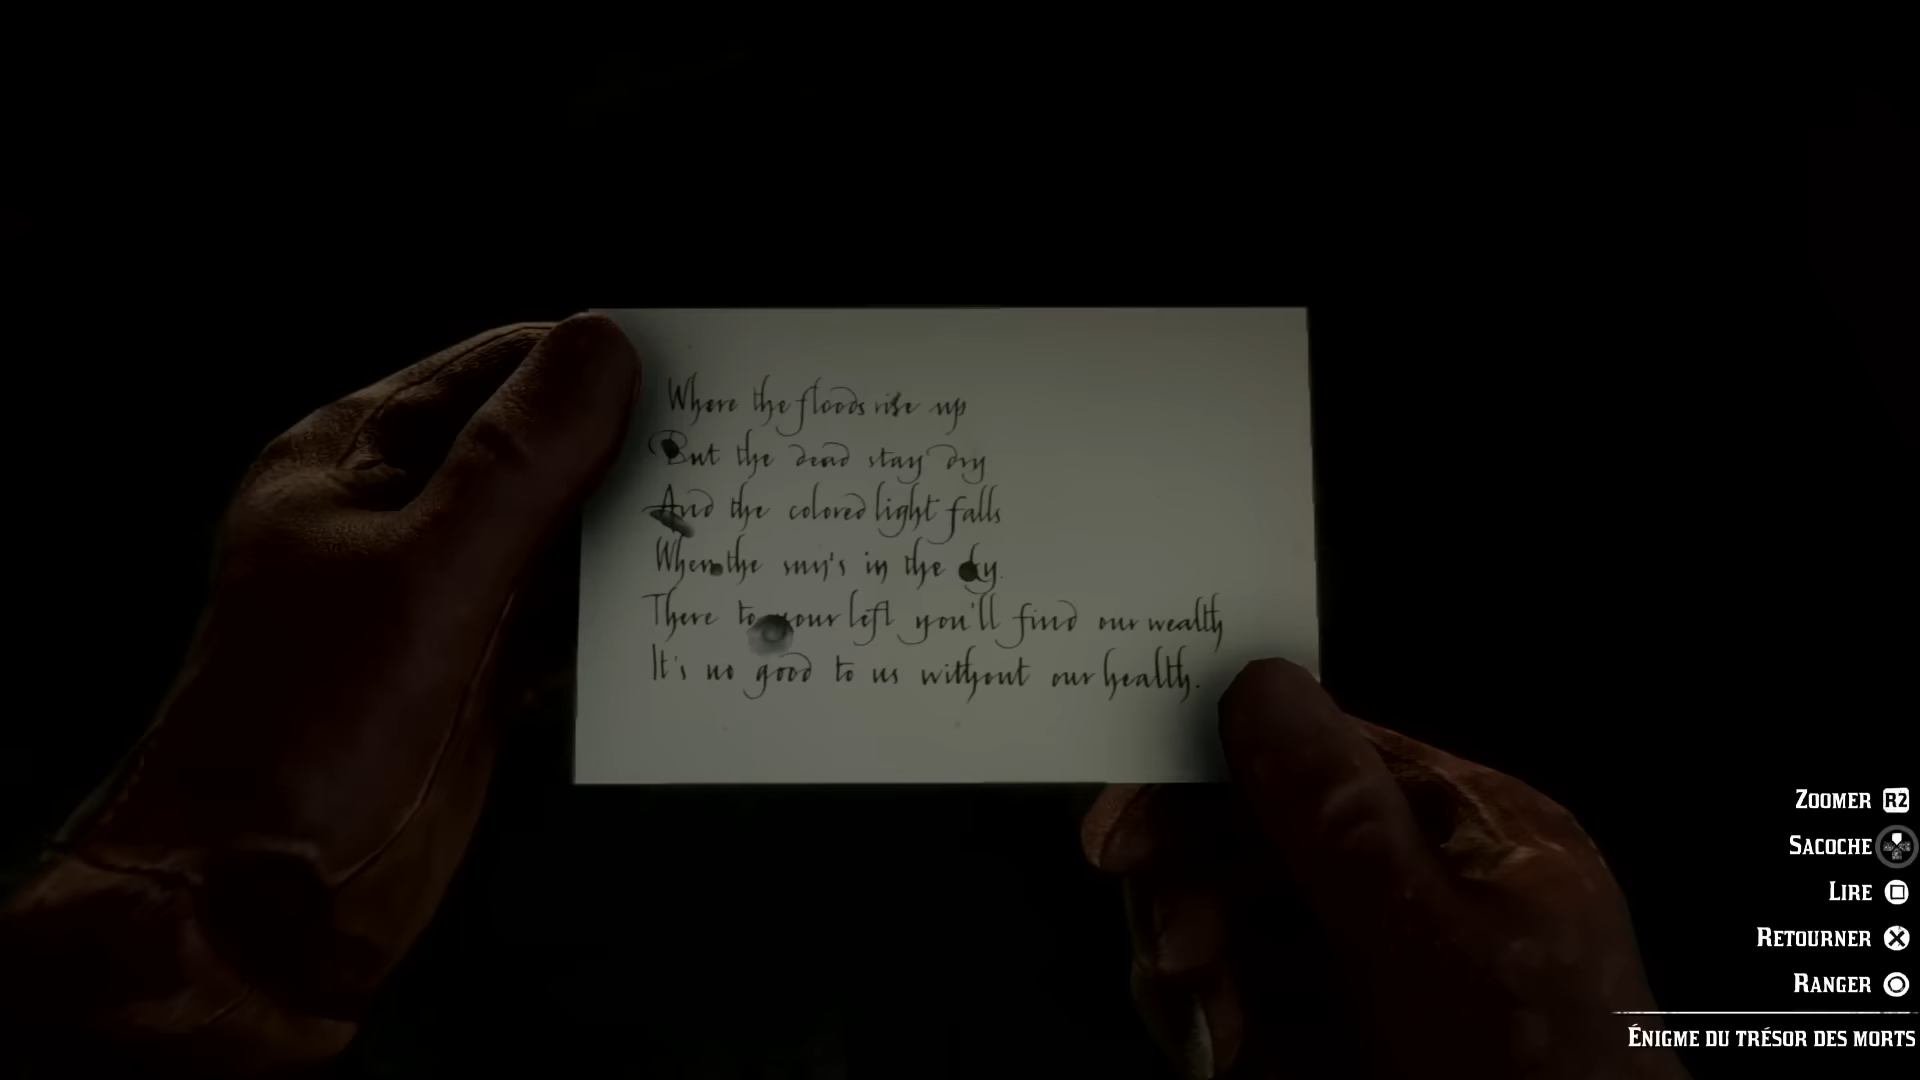 Where the floods rise up
But the dead stay dry
And the colored light falls
When the sun's in the sky.
There to your left you'll find our wealth
It's no good to us without our health.
ZOOMER R2
SACOCHE
LIRE
RETOURNER
RANGER
ÉNIGME DU TRÉSOR DES MORTS